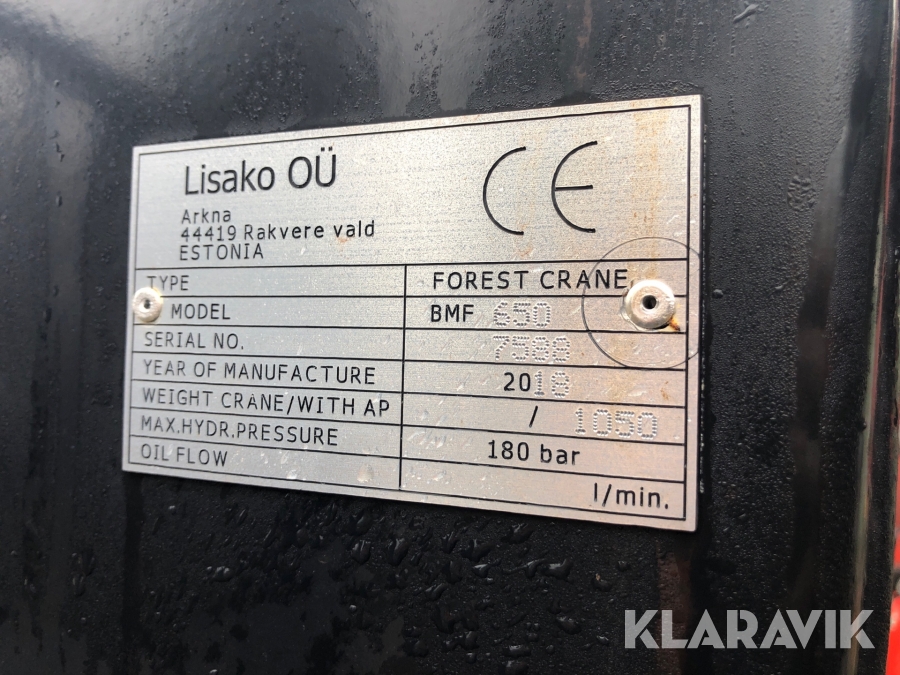 Lisako OÜ
Arkna
44419 Rakvere vald
ESTONIA
CE
TYPE FOREST CRANE
MODEL BMF 650
SERIAL NO. 7588
YEAR OF MANUFACTURE 2018
WEIGHT CRANE/WITH AP / 1050
MAX.HYDR.PRESSURE 180 bar
OIL FLOW l/min.
KLARAVIK